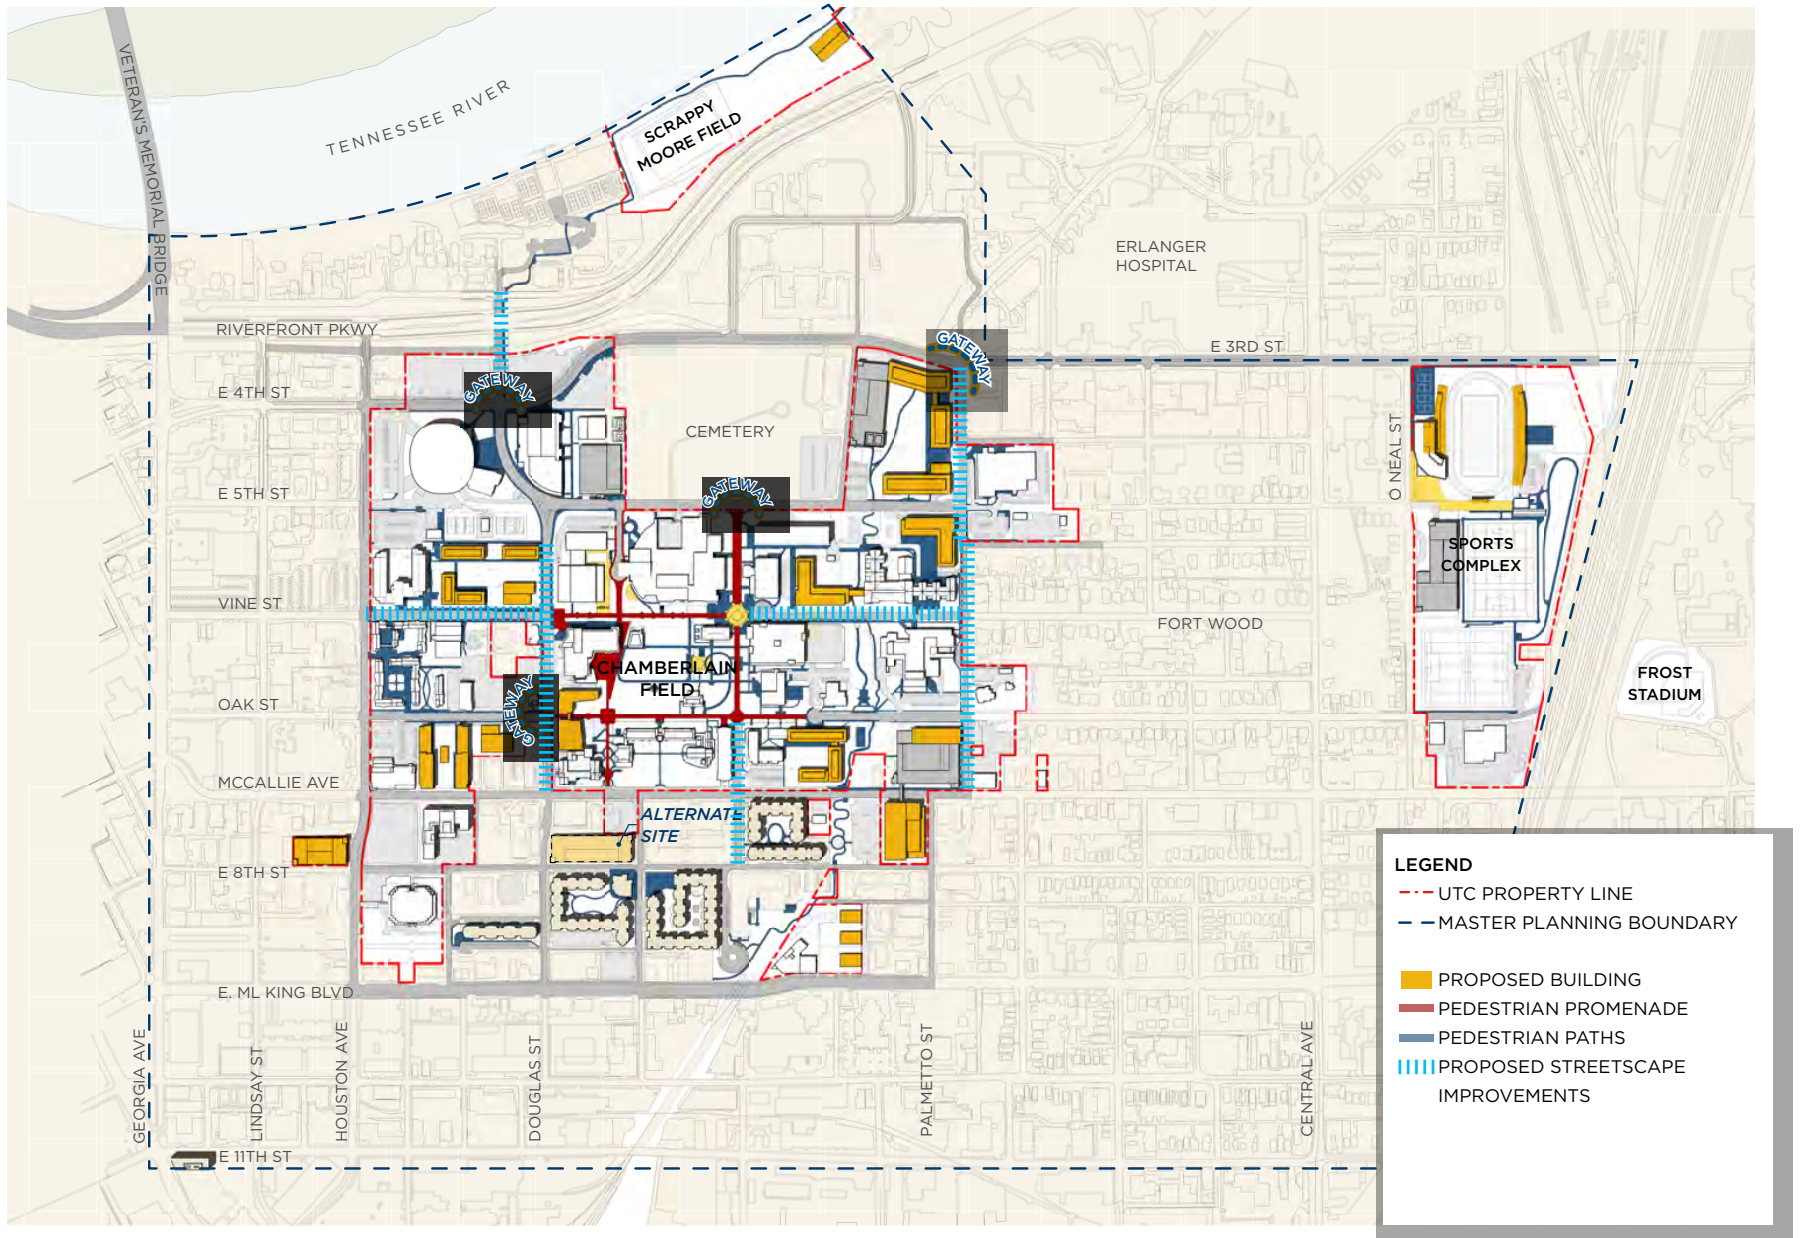 VETERAN'S MEMORIAL BRIDGE
TENNESSEE RIVER
SCRAPPY
MOORE FIELD
ERLANGER
HOSPITAL
RIVERFRONT PKWY
E 3RD ST
GATEWAY
GATEWAY
E 4TH ST
CEMETERY
O NEAL ST
E 5TH ST
GATEWAY
SPORTS
COMPLEX
VINE ST
FORT WOOD
CHAMBERLAIN
FIELD
FROST
STADIUM
OAK ST
GATEWAY
MCCALLIE AVE
ALTERNATE
SITE
E 8TH ST
E. ML KING BLVD
GEORGIA AVE
LINDSAY ST
HOUSTON AVE
DOUGLAS ST
PALMETTO ST
CENTRAL AVE
E 11TH ST
LEGEND
UTC PROPERTY LINE
MASTER PLANNING BOUNDARY
PROPOSED BUILDING
PEDESTRIAN PROMENADE
PEDESTRIAN PATHS
PROPOSED STREETSCAPE
IMPROVEMENTS